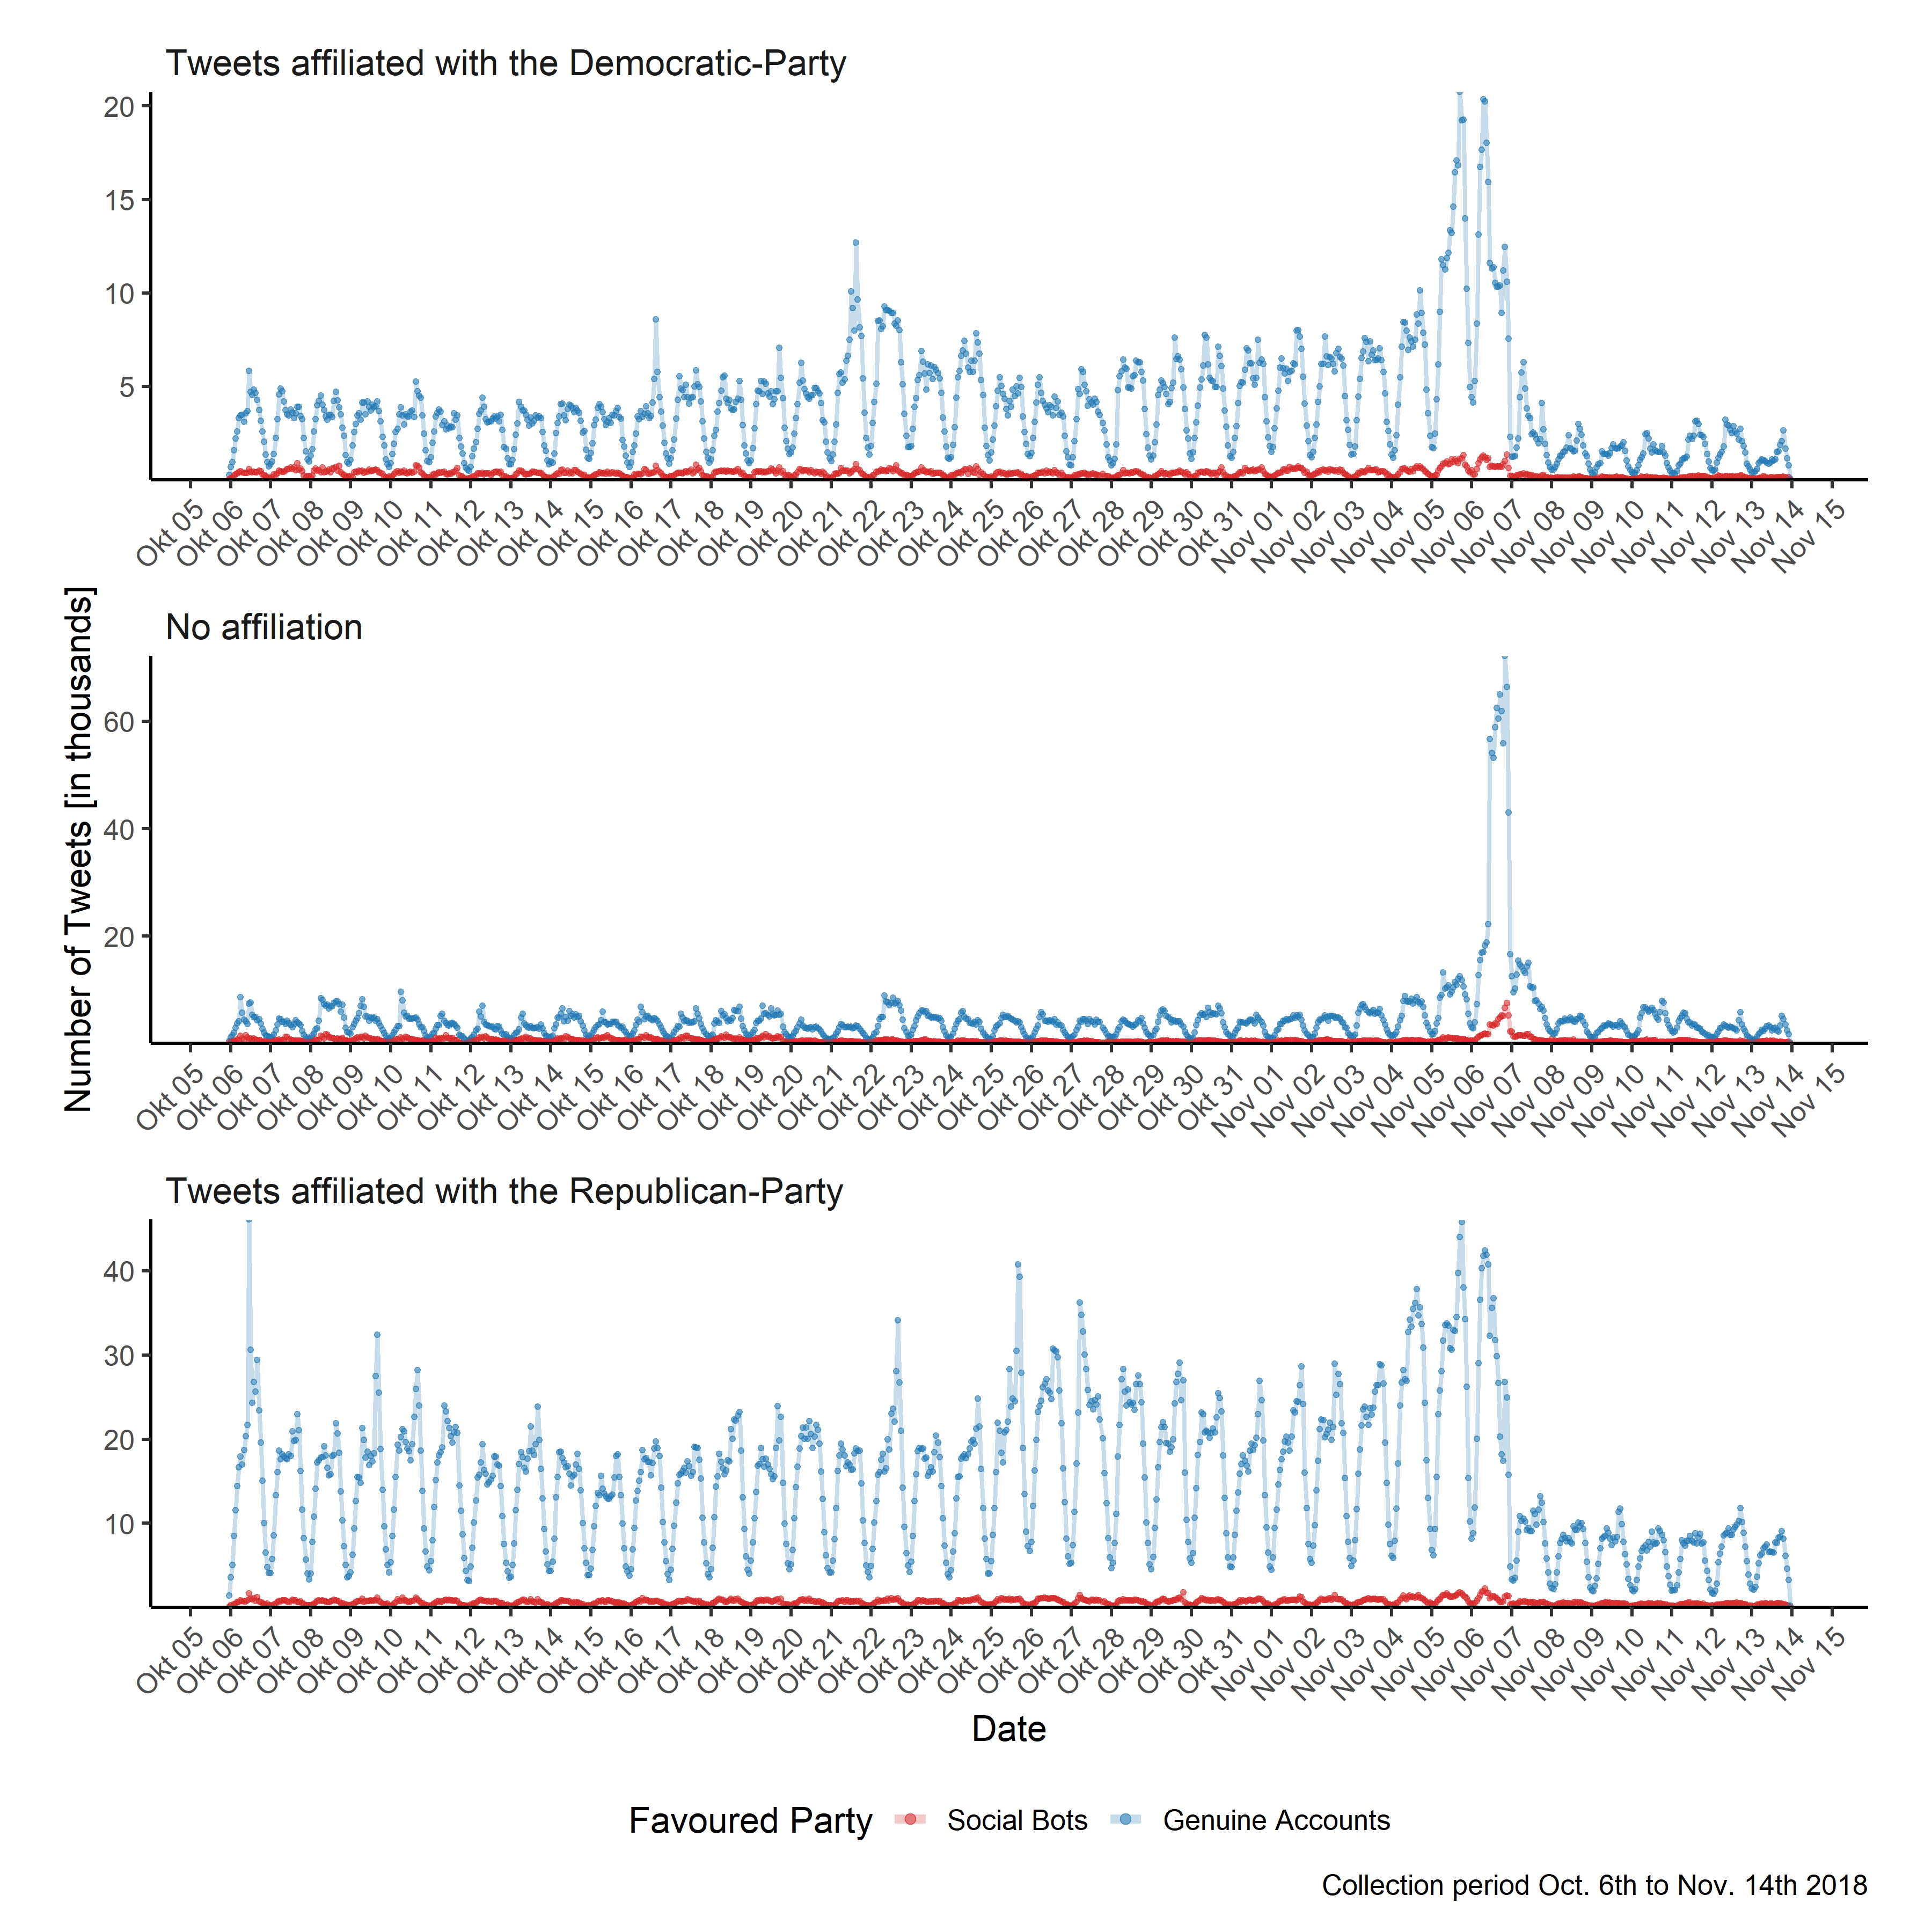 Tweets affiliated with the Democratic-Party
20
15
10
5
Okt 05 Okt 06 Okt 07 Okt 08 Okt 09 Okt 10 Okt 11 Okt 12 Okt 13 Okt 14 Okt 15 Okt 16 Okt 17 Okt 18 Okt 19 Okt 20 Okt 21 Okt 22 Okt 23 Okt 24 Okt 25 Okt 26 Okt 27 Okt 28 Okt 29 Okt 30 Okt 31 Nov 01 Nov 02 Nov 03 Nov 04 Nov 05 Nov 06 Nov 07 Nov 08 Nov 09 Nov 10 Nov 11 Nov 12 Nov 13 Nov 14 Nov 15
Number of Tweets [in thousands]
No affiliation
60
40
20
Okt 05 Okt 06 Okt 07 Okt 08 Okt 09 Okt 10 Okt 11 Okt 12 Okt 13 Okt 14 Okt 15 Okt 16 Okt 17 Okt 18 Okt 19 Okt 20 Okt 21 Okt 22 Okt 23 Okt 24 Okt 25 Okt 26 Okt 27 Okt 28 Okt 29 Okt 30 Okt 31 Nov 01 Nov 02 Nov 03 Nov 04 Nov 05 Nov 06 Nov 07 Nov 08 Nov 09 Nov 10 Nov 11 Nov 12 Nov 13 Nov 14 Nov 15
Tweets affiliated with the Republican-Party
40
30
20
10
Okt 05 Okt 06 Okt 07 Okt 08 Okt 09 Okt 10 Okt 11 Okt 12 Okt 13 Okt 14 Okt 15 Okt 16 Okt 17 Okt 18 Okt 19 Okt 20 Okt 21 Okt 22 Okt 23 Okt 24 Okt 25 Okt 26 Okt 27 Okt 28 Okt 29 Okt 30 Okt 31 Nov 01 Nov 02 Nov 03 Nov 04 Nov 05 Nov 06 Nov 07 Nov 08 Nov 09 Nov 10 Nov 11 Nov 12 Nov 13 Nov 14 Nov 15
Date
Favoured Party Social Bots Genuine Accounts
Collection period Oct. 6th to Nov. 14th 2018